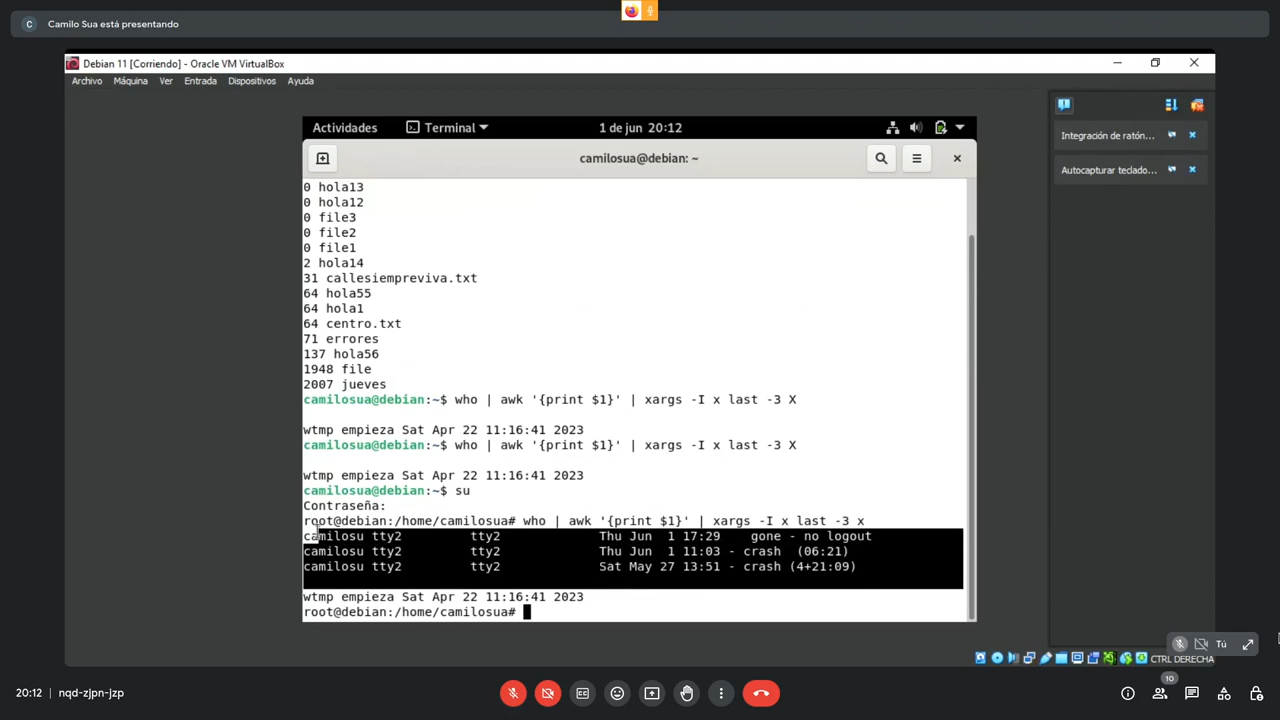 C Camilo Sua está presentando
Debian 11 [Corriendo] - Oracle VM VirtualBox
Archivo Máquina Ver Entrada Dispositivos Ayuda
Actividades Terminal 1 de jun 20:12
camilosua@debian: ~
Integración de ratón...
Autocapturar teclado...
0 hola13
0 hola12
0 file3
0 file2
0 file1
2 hola14
31 callesiempreviva.txt
64 hola55
64 hola1
64 centro.txt
71 errores
137 hola56
1948 file
2007 jueves
camilosua@debian:~$ who | awk '{print $1}' | xargs -I x last -3 X
wtmp empieza Sat Apr 22 11:16:41 2023
camilosua@debian:~$ who | awk '{print $1}' | xargs -I x last -3 X
wtmp empieza Sat Apr 22 11:16:41 2023
camilosua@debian:~$ su
Contraseña:
root@debian:/home/camilosua# who | awk '{print $1}' | xargs -I x last -3 x
camilosu tty2 tty2 Thu Jun 1 17:29 gone - no logout
camilosu tty2 tty2 Thu Jun 1 11:03 - crash (06:21)
camilosu tty2 tty2 Sat May 27 13:51 - crash (4+21:09)
wtmp empieza Sat Apr 22 11:16:41 2023
root@debian:/home/camilosua#
Tú
CTRL DERECHA
20:12 nqd-zjpn-jzp
10